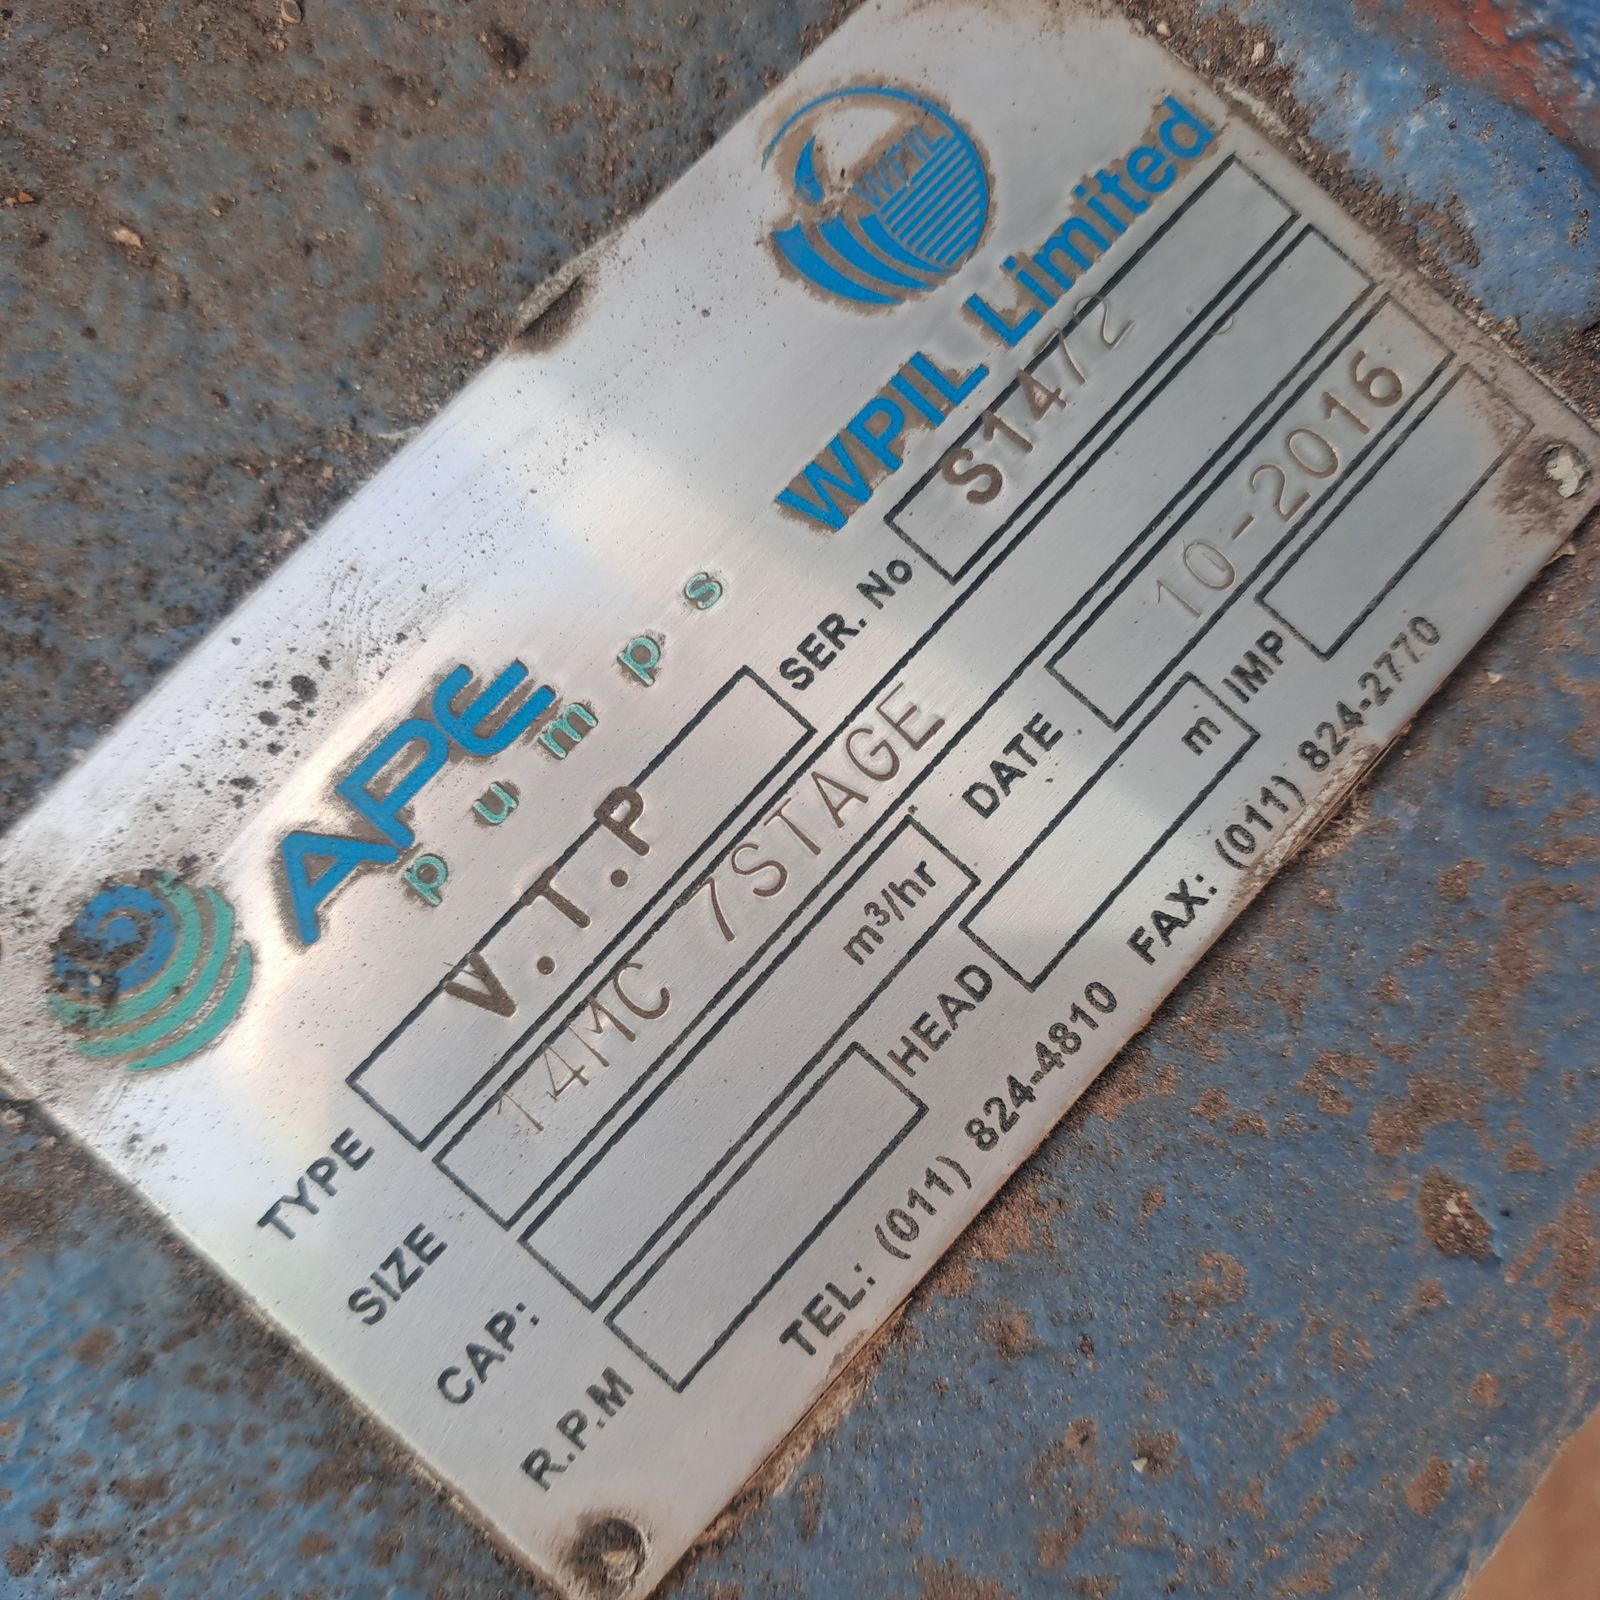 APE
pumps
WPIL
WPIL Limited
TYPE V.T.P SER. No S1472
SIZE 14MC 7STAGE
CAP: m³/hr DATE 10-2016
R.P.M HEAD m IMP
TEL: (011) 824-4810 FAX: (011) 824-2770